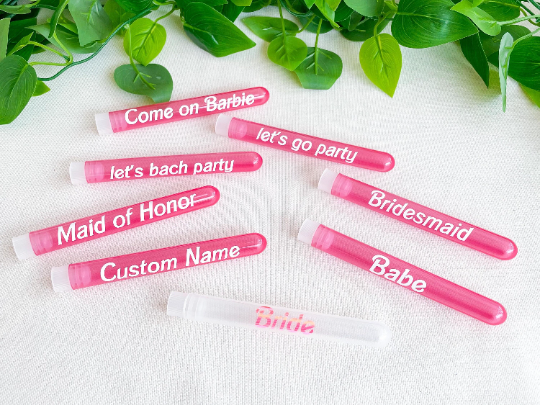 Come on Barbie
let's go party
let's bach party
Maid of Honor
Bridesmaid
Custom Name
Babe
Bride